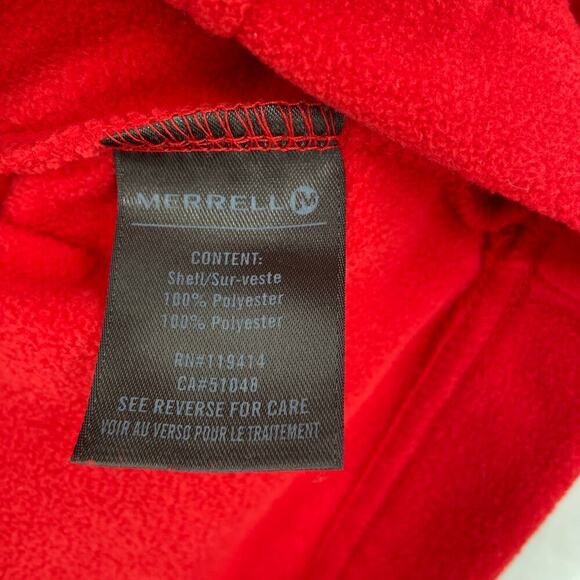 MERRELL
CONTENT:
Shell/Sur-veste
100% Polyester
100% Polyester
RN#119414
CA#51048
SEE REVERSE FOR CARE
VOIR AU VERSO POUR LE TRAITEMENT